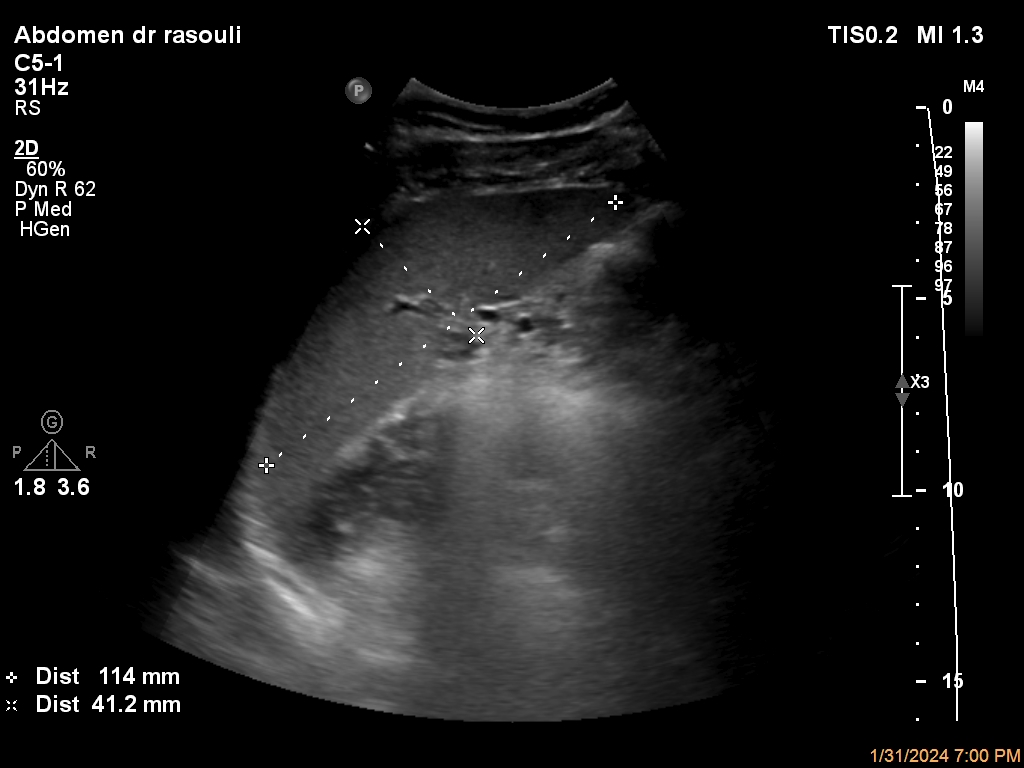 Abdomen dr rasouli
TIS0.2 MI 1.3
C5-1
31Hz
RS
2D
60%
Dyn R 62
P Med
HGen
P
M4
0
22
49
56
67
78
87
96
97
5
X3
G
P R
1.8 3.6
10
15
Dist 114 mm
Dist 41.2 mm
1/31/2024 7:00 PM